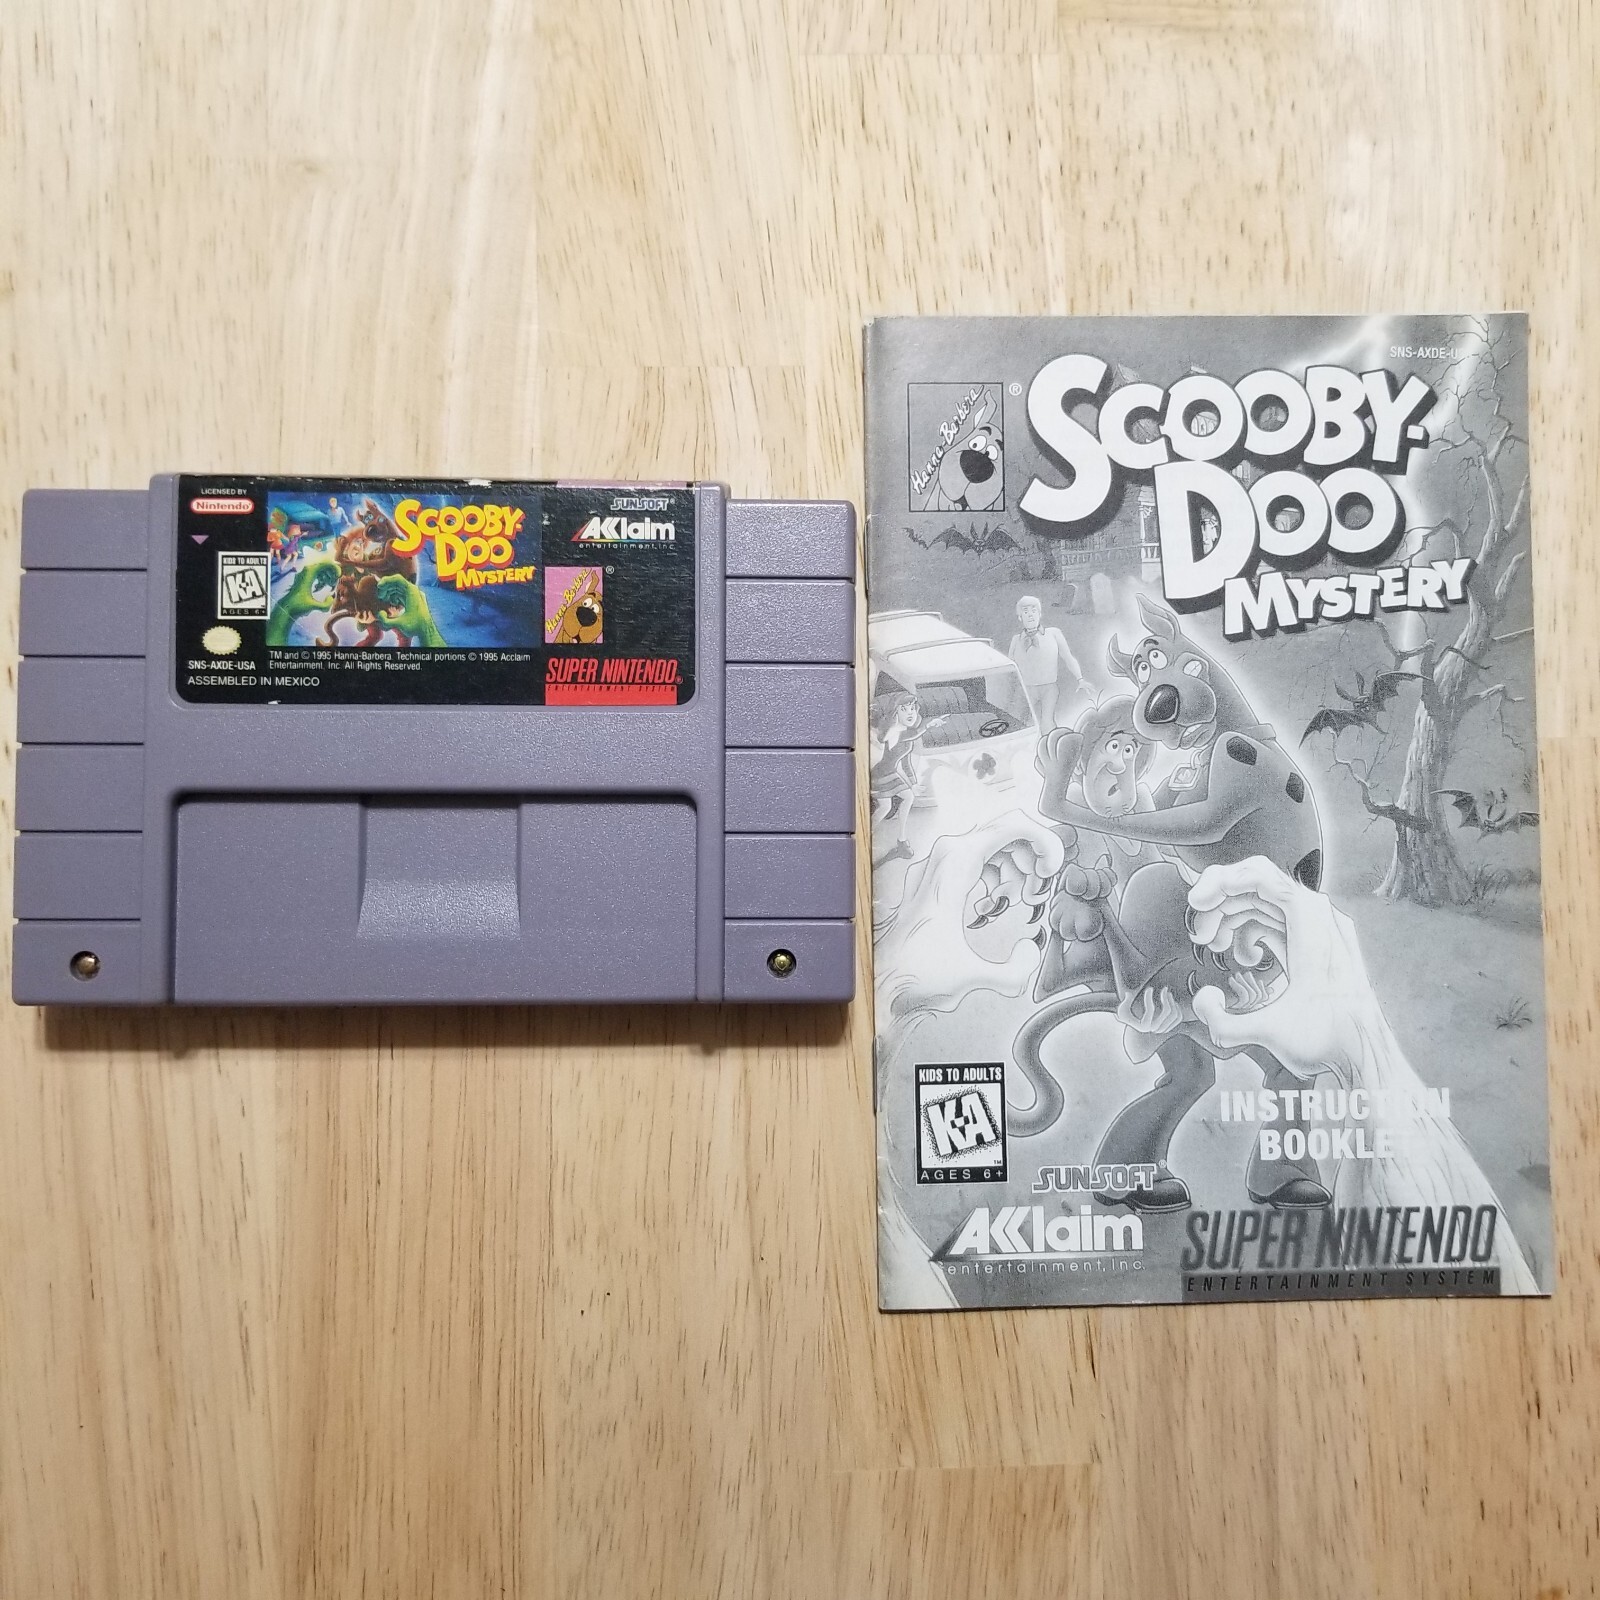 LICENSED BY
Nintendo
KIDS TO ADULTS
K-A
AGES 6+
SNS-AXDE-USA
ASSEMBLED IN MEXICO
SCOOBY-
DOO
MYSTERY
TM and © 1995 Hanna-Barbera. Technical portions © 1995 Acclaim
Entertainment, Inc. All Rights Reserved.
SUNSOFT®
AKKlaim
entertainment, inc.
Hanna-Barbera ®
SUPER NINTENDO®
ENTERTAINMENT SYSTEM
SNS-AXDE-U
Hanna-Barbera ®
SCOOBY-
DOO
MYSTERY
KIDS TO ADULTS
K-A
TM
AGES 6+
INSTRUCTION
BOOKLE
SUNSOFT®
AKKlaim
entertainment, inc.
SUPER NINTENDO
ENTERTAINMENT SYSTEM